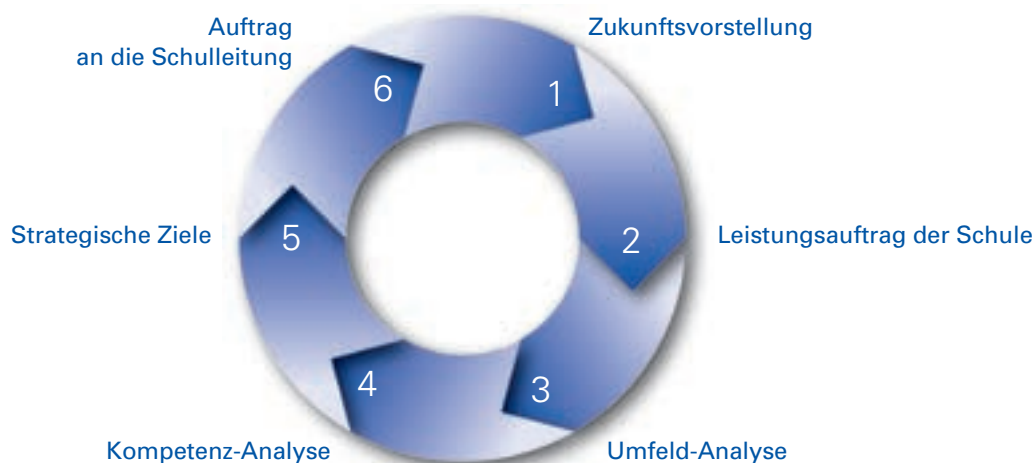 Auftrag
an die Schulleitung
Zukunftsvorstellung
6
1
Strategische Ziele
5
2
Leistungsauftrag der Schule
4
3
Kompetenz-Analyse
Umfeld-Analyse